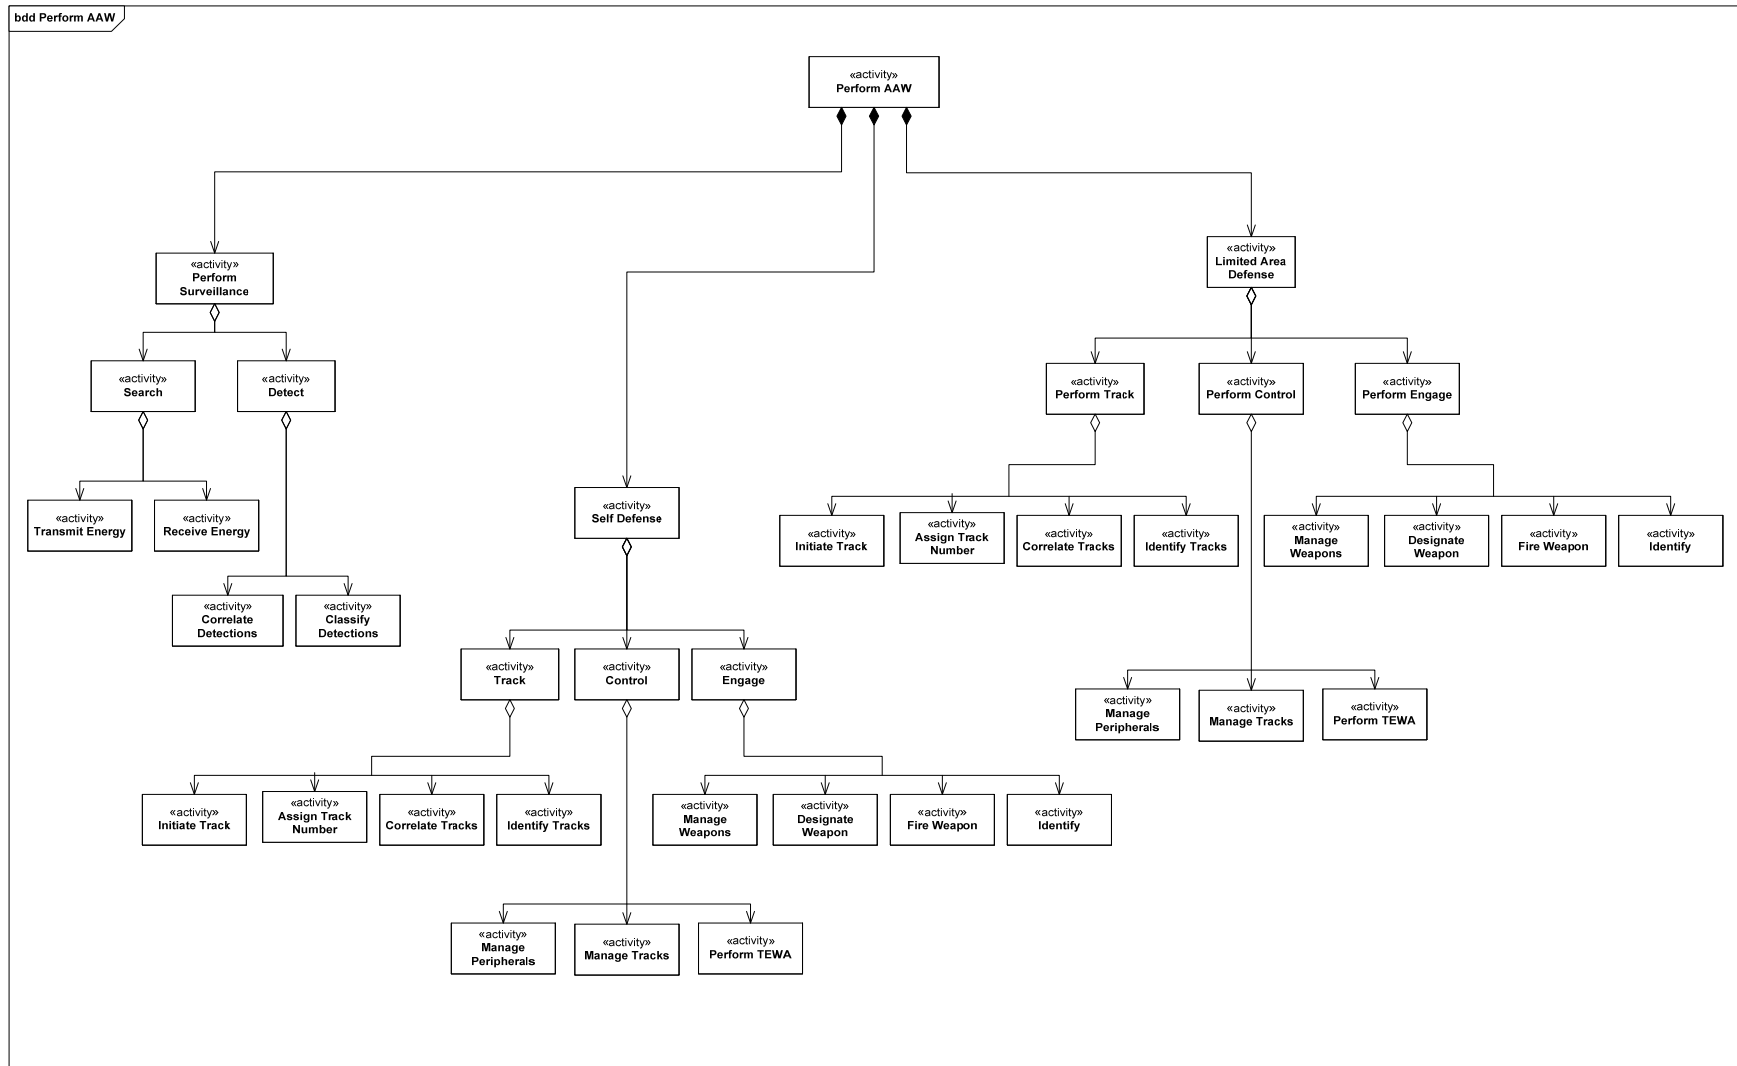 bdd Perform AAW
«activity»
Perform AAW
«activity»
Perform
Surveillance
«activity»
Limited Area
Defense
«activity»
Search
«activity»
Detect
«activity»
Perform Track
«activity»
Perform Control
«activity»
Perform Engage
«activity»
Transmit Energy
«activity»
Receive Energy
«activity»
Self Defense
«activity»
Initiate Track
«activity»
Assign Track
Number
«activity»
Correlate Tracks
«activity»
Identify Tracks
«activity»
Manage
Weapons
«activity»
Designate
Weapon
«activity»
Fire Weapon
«activity»
Identify
«activity»
Correlate
Detections
«activity»
Classify
Detections
«activity»
Track
«activity»
Control
«activity»
Engage
«activity»
Manage
Peripherals
«activity»
Manage Tracks
«activity»
Perform TEWA
«activity»
Initiate Track
«activity»
Assign Track
Number
«activity»
Correlate Tracks
«activity»
Identify Tracks
«activity»
Manage
Weapons
«activity»
Designate
Weapon
«activity»
Fire Weapon
«activity»
Identify
«activity»
Manage
Peripherals
«activity»
Manage Tracks
«activity»
Perform TEWA